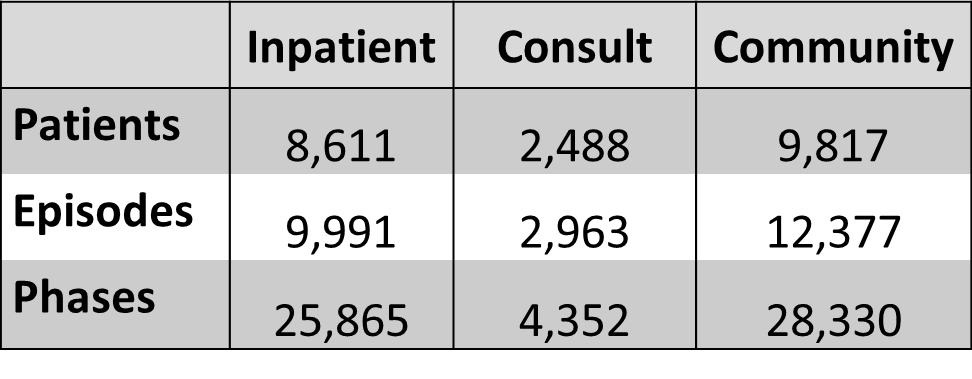 Inpatient Consult Community
Patients 8,611 2,488 9,817
Episodes 9,991 2,963 12,377
Phases 25,865 4,352 28,330